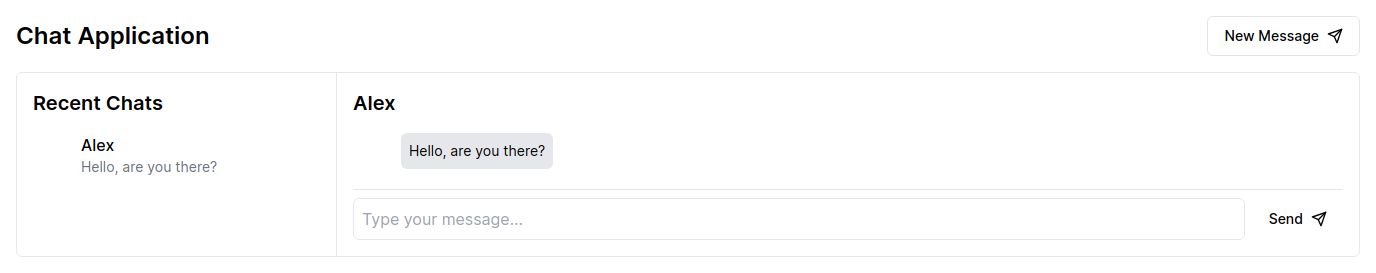 Chat Application
New Message
Recent Chats
Alex
Hello, are you there?
Alex
Hello, are you there?
Type your message...
Send